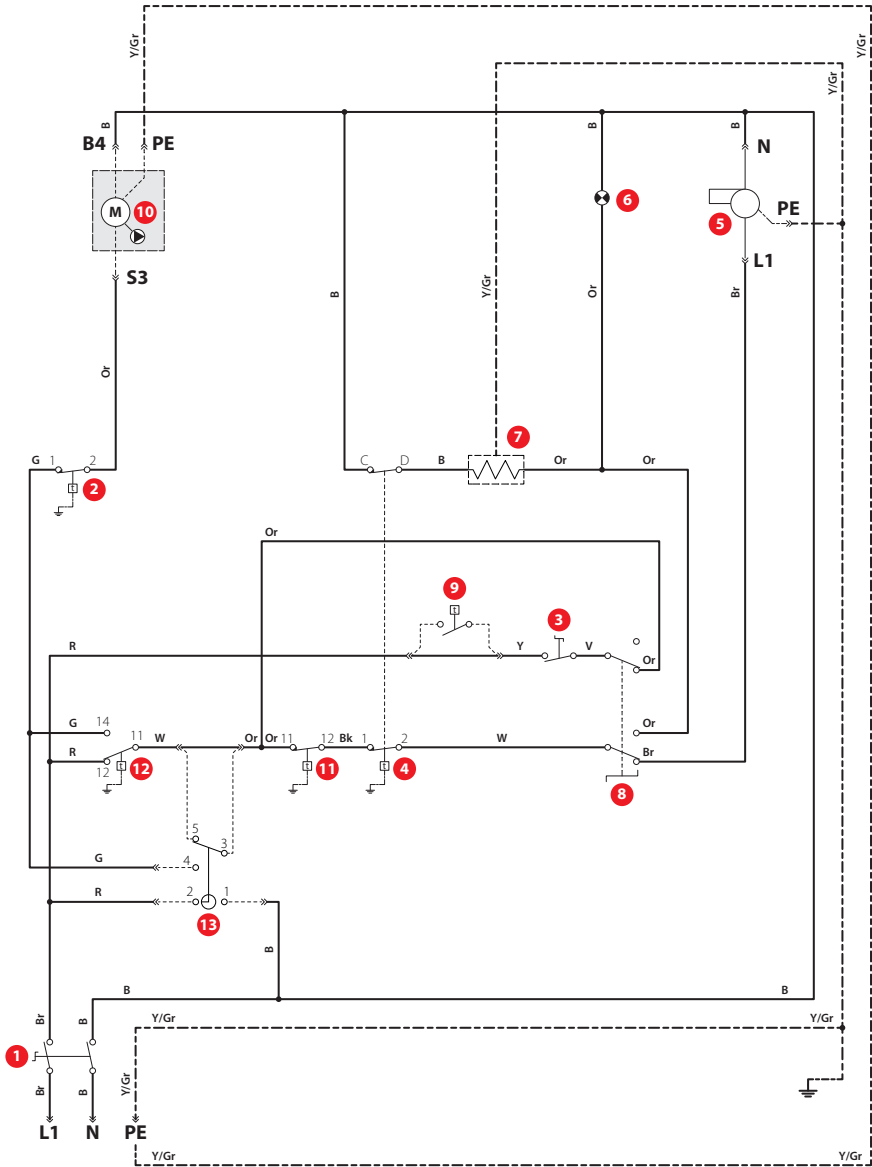 Y/Gr
Y/Gr
Y/Gr
B
B
B
B4
PE
N
M
10
6
5
PE
S3
L1
B
Y/Gr
Or
Br
Or
7
G
1
2
C
D
B
Or
Or
t
2
Or
9
t
3
R
Y
V
Or
G
14
11
W
Or
Or
11
12
Bk
1
2
W
Or
R
12
t
12
t
11
t
4
Br
8
5
3
G
4
R
2
1
13
B
B
B
Br
B
Y/Gr
Y/Gr
1
Br
B
Y/Gr
L1
N
PE
Y/Gr
Y/Gr